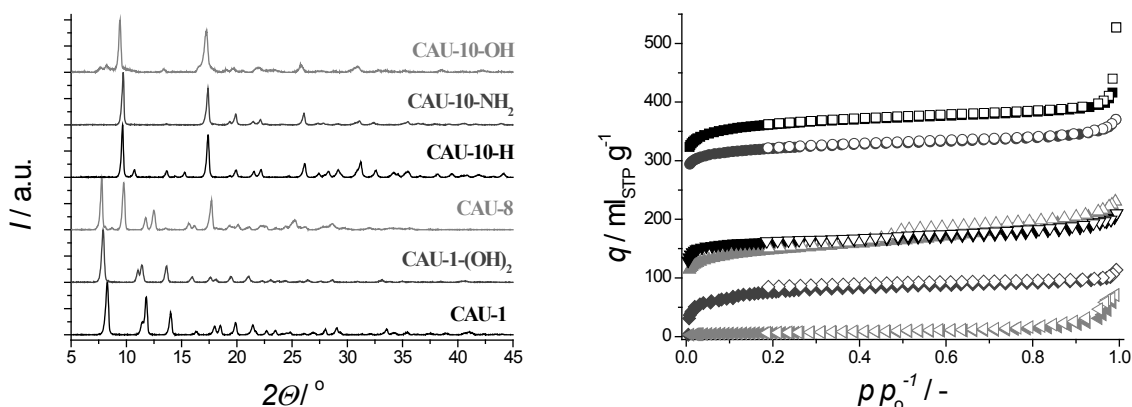 I / a.u.
CAU-10-OH
CAU-10-NH₂
CAU-10-H
CAU-8
CAU-1-(OH)₂
CAU-1
5 10 15 20 25 30 35 40 45
2Θ/ °
q / ml_STP g⁻¹
500
400
300
200
100
0
0.0 0.2 0.4 0.6 0.8 1.0
p p₀⁻¹ / -